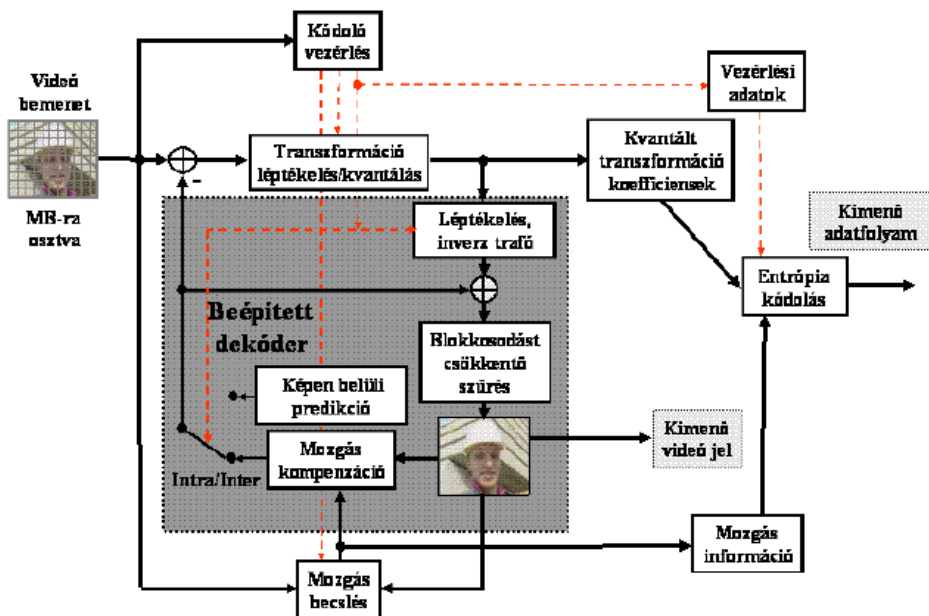 Kódoló
vezérlés
Videó
bemenet
Vezérlési
adatok
Transzformáció
léptékelés/kvantálás
Kvantált
transzformáció
koefficiensek
-
MB-ra
osztva
Léptékelés,
inverz trafó
Kimenő
adatfolyam
Entrópia
kódolás
Beépített
dekóder
Blokkosodást
csökkentő
szűrés
Képen belüli
predikció
Kimenő
videó jel
Mozgás
kompenzáció
Intra/Inter
Mozgás
információ
Mozgás
becslés